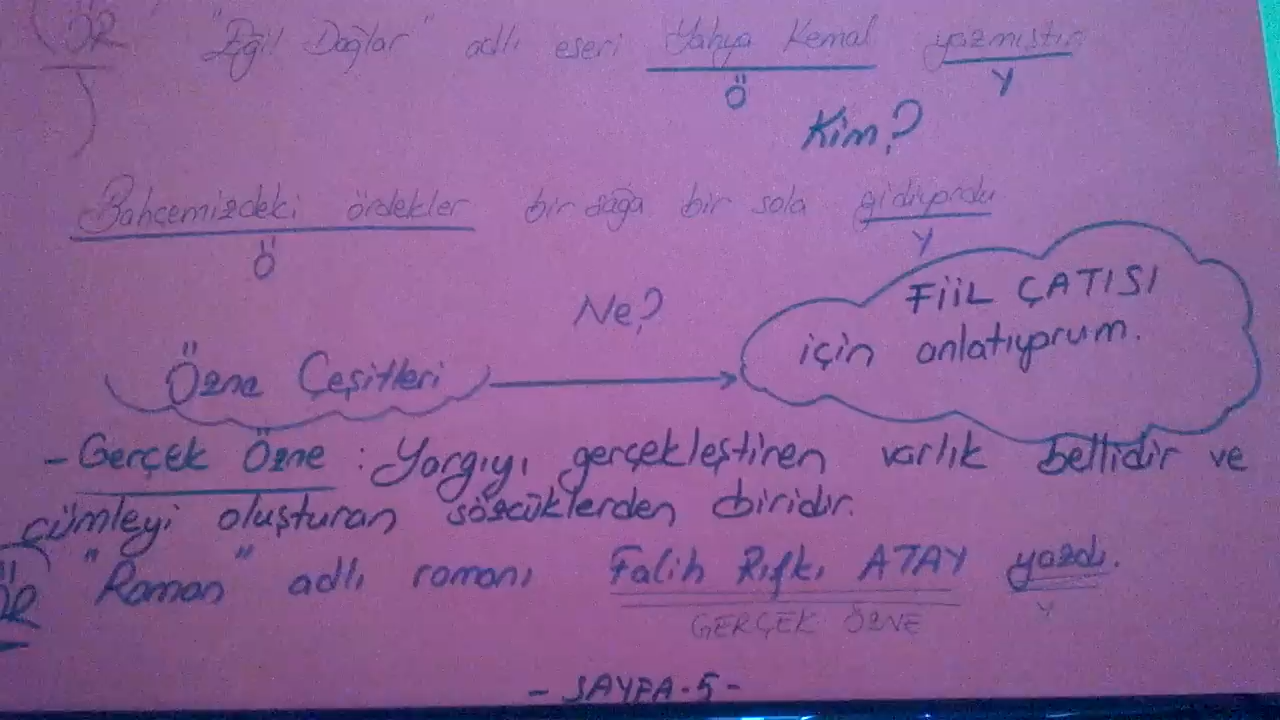 ÖR "Eğil Dağlar" adlı eseri Yahya Kemal yazmıştır
Ö Y
Kim?
Bahçemizdeki ördekler bir sağa bir sola gidiyordu
Ö Y
Ne?
FİİL ÇATISI
için anlatıyorum.
Özne Çeşitleri
- Gerçek Özne : Yargıyı gerçekleştiren varlık bellidir ve
cümleyi oluşturan sözcüklerden biridir.
ÖR "Roman" adlı romanı Falih Rıfkı ATAY yazdı.
GERÇEK ÖZNE Y
- SAYFA-5-